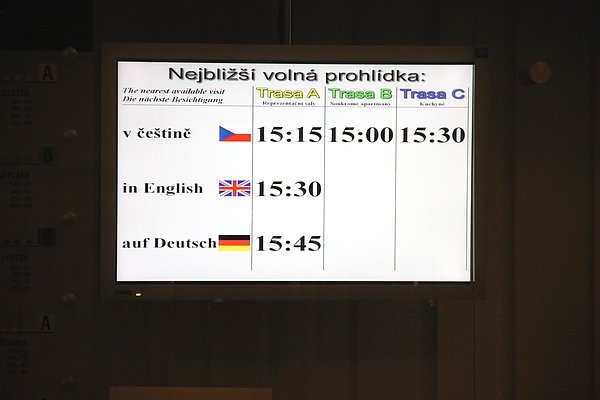 Nejbližší volná prohlídka:
The nearest available visit
Die nächste Besichtigung
Trasa A Trasa B Trasa C
Reprezentační sály Soukromé apartmány Kuchyně
v češtině 15:15 15:00 15:30
in English 15:30
auf Deutsch 15:45
A
B
A